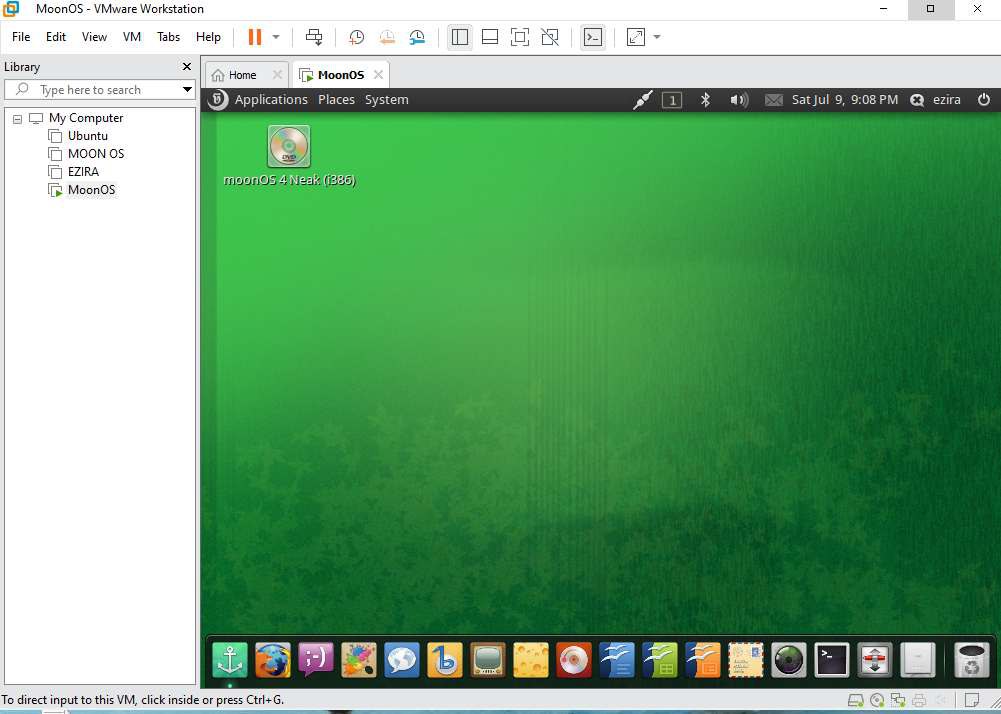 MoonOS - VMware Workstation
File Edit View VM Tabs Help
Library
Type here to search
My Computer
Ubuntu
MOON OS
EZIRA
MoonOS
Home MoonOS
Applications Places System 1 Sat Jul 9, 9:08 PM ezira
DVD
moonOS 4 Neak (i386)
;-) b >_
To direct input to this VM, click inside or press Ctrl+G.